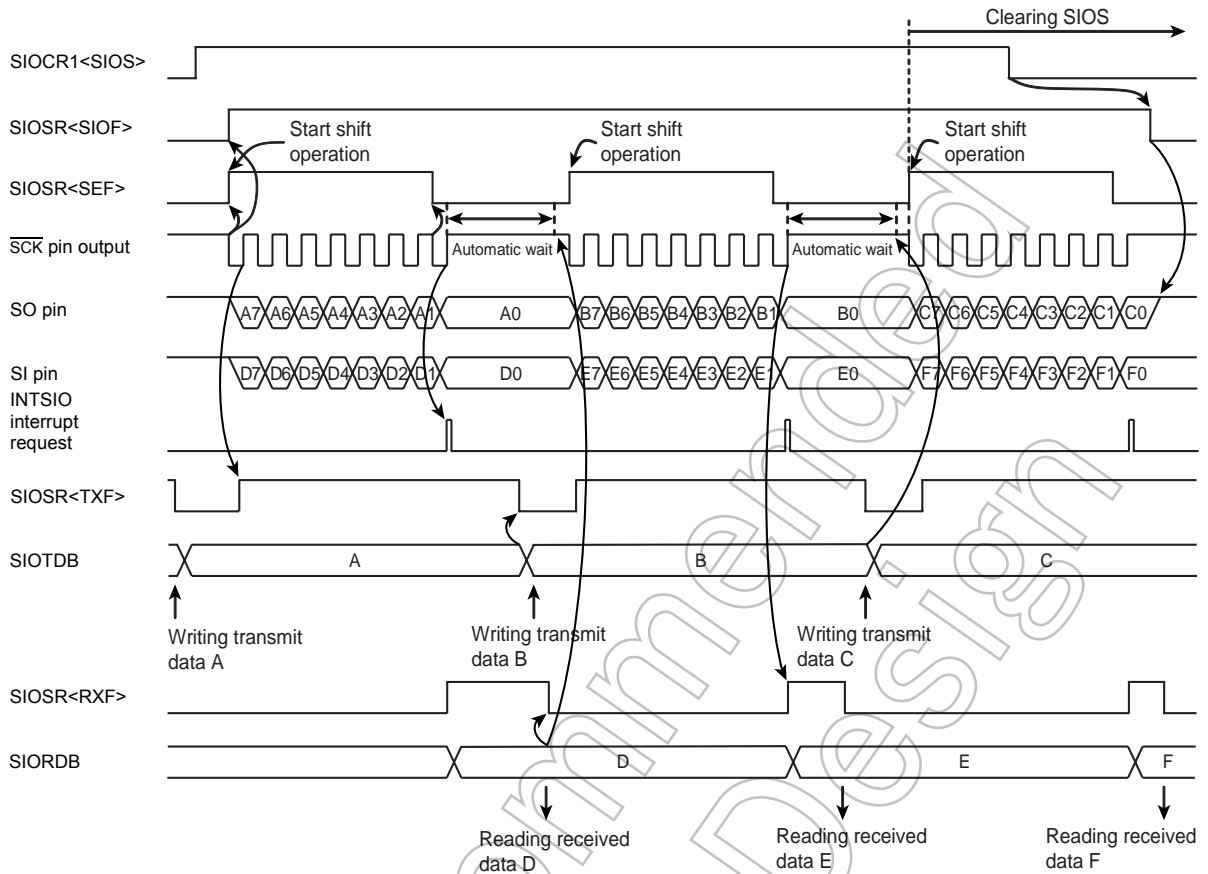 Clearing SIOS
SIOCR1<SIOS>
SIOSR<SIOF>
Start shift
operation
Start shift
operation
Start shift
operation
SIOSR<SEF>
SCK pin output
Automatic wait
Automatic wait
SO pin
A7 A6 A5 A4 A3 A2 A1 A0 B7 B6 B5 B4 B3 B2 B1 B0 C7 C6 C5 C4 C3 C2 C1 C0
SI pin
D7 D6 D5 D4 D3 D2 D1 D0 E7 E6 E5 E4 E3 E2 E1 E0 F7 F6 F5 F4 F3 F2 F1 F0
INTSIO
interrupt
request
SIOSR<TXF>
SIOTDB
A B C
Writing transmit
data A
Writing transmit
data B
Writing transmit
data C
SIOSR<RXF>
SIORDB
D E F
Reading received
data D
Reading received
data E
Reading received
data F
ommended
Design